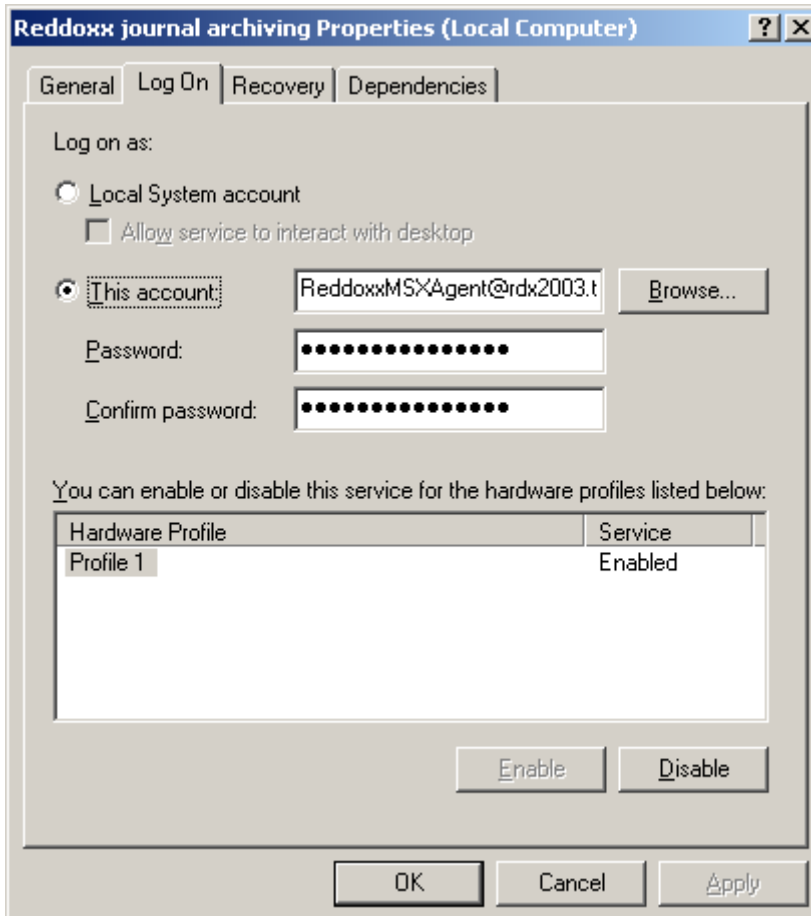 Reddoxx journal archiving Properties (Local Computer) ? X
General Log On Recovery Dependencies
Log on as:
Local System account
Allow service to interact with desktop
This account: ReddoxxMSXAgent@rdx2003.t Browse...
Password: ●●●●●●●●●●●●●●●
Confirm password: ●●●●●●●●●●●●●●●
You can enable or disable this service for the hardware profiles listed below:
Hardware Profile Service
Profile 1 Enabled
Enable Disable
OK Cancel Apply